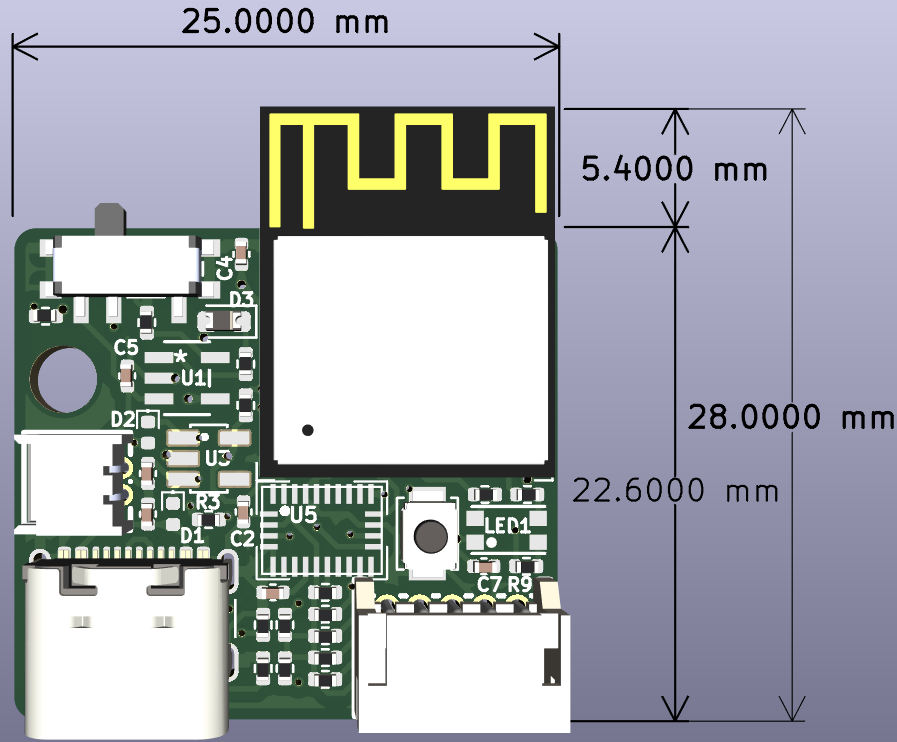 25.0000 mm
5.4000 mm
C4
D3
C5
*
U1
28.0000 mm
D2
U3
22.6000 mm
R3
U5
LED1
D1
C2
C7 R9